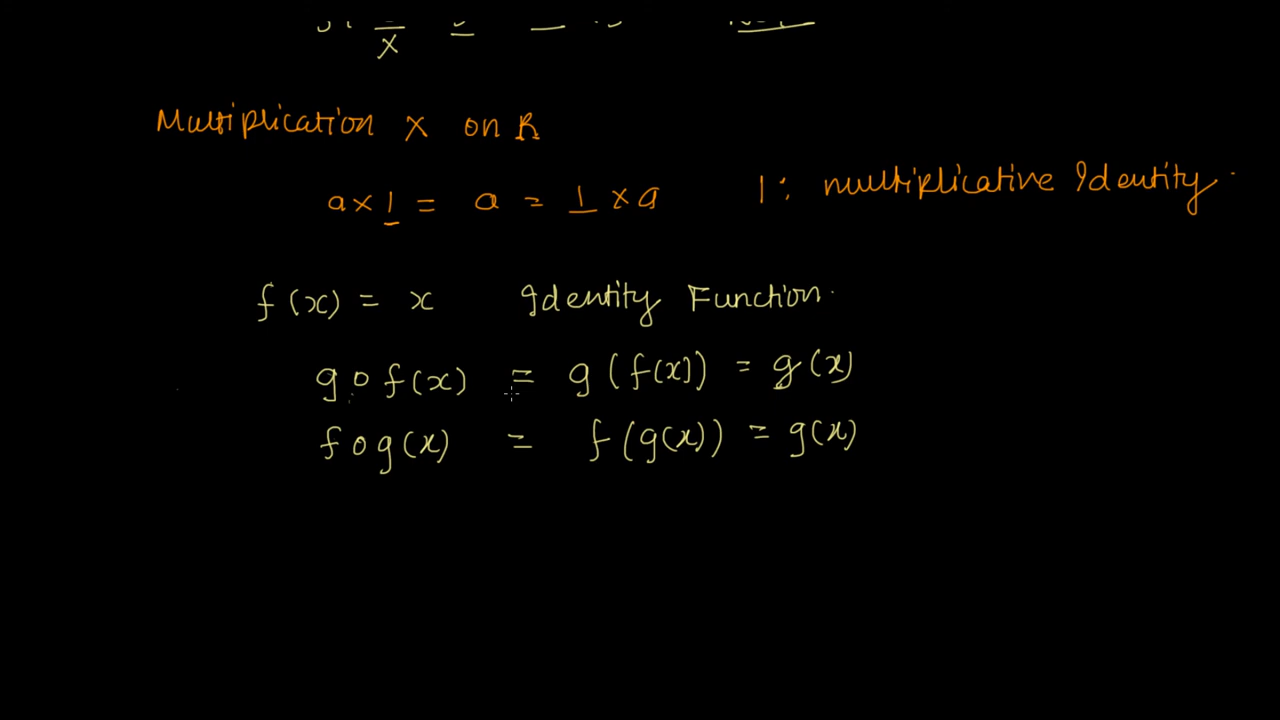 x
Multiplication × on R
a × 1 = a = 1 × a 1: multiplicative Identity.
f(x) = x Identity Function.
g o f(x) = g(f(x)) = g(x)
f o g(x) = f(g(x)) = g(x)